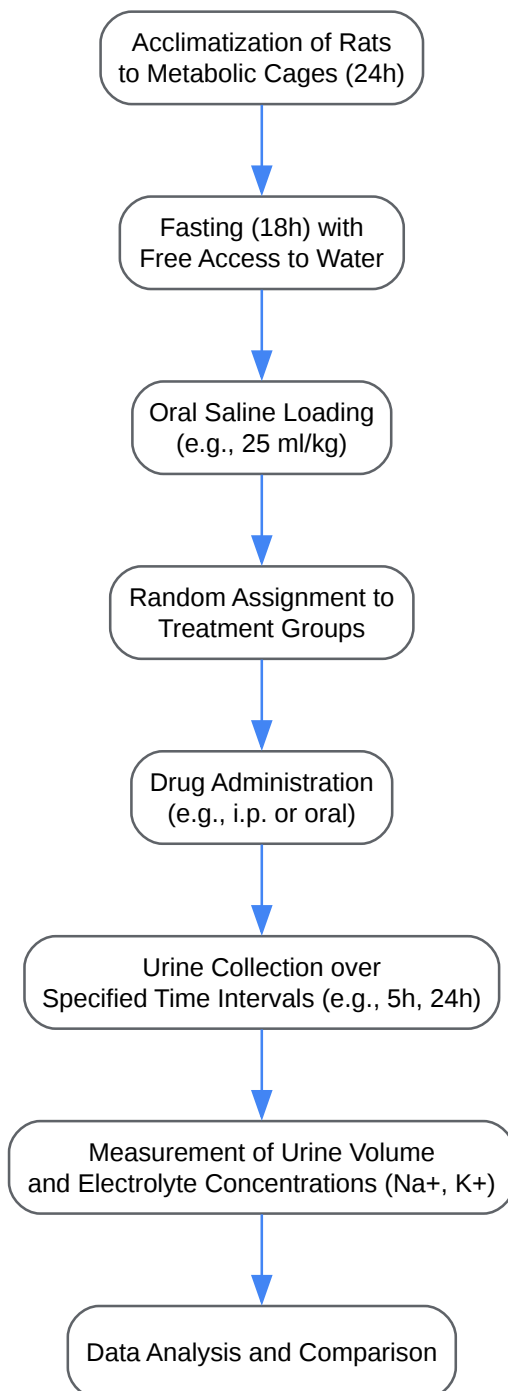 Acclimatization of Rats
to Metabolic Cages (24h)
Fasting (18h) with
Free Access to Water
Oral Saline Loading
(e.g., 25 ml/kg)
Random Assignment to
Treatment Groups
Drug Administration
(e.g., i.p. or oral)
Urine Collection over
Specified Time Intervals (e.g., 5h, 24h)
Measurement of Urine Volume
and Electrolyte Concentrations (Na+, K+)
Data Analysis and Comparison